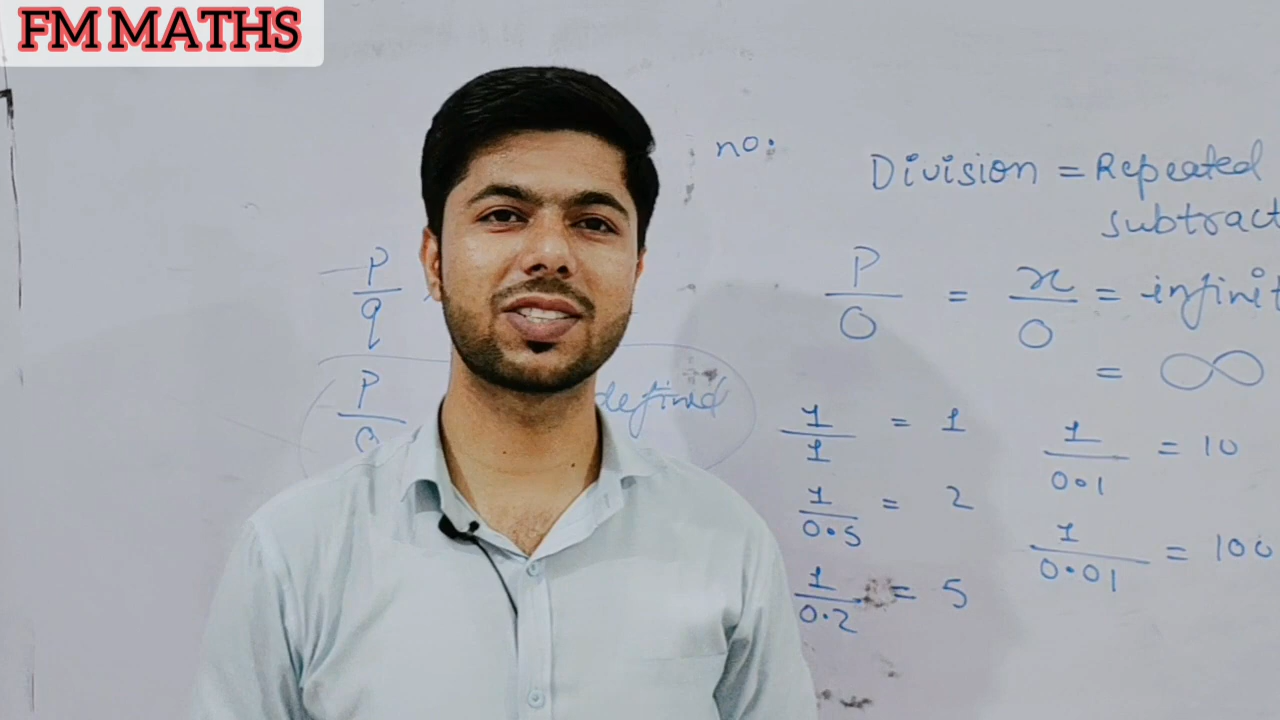 FM MATHS
no.
Division = Repeated
subtract
P/q
P/0 = x/0 = infinit
= ∞
P
defined
1/1 = 1
1/0.1 = 10
1/0.5 = 2
1/0.01 = 100
1/0.2 = 5